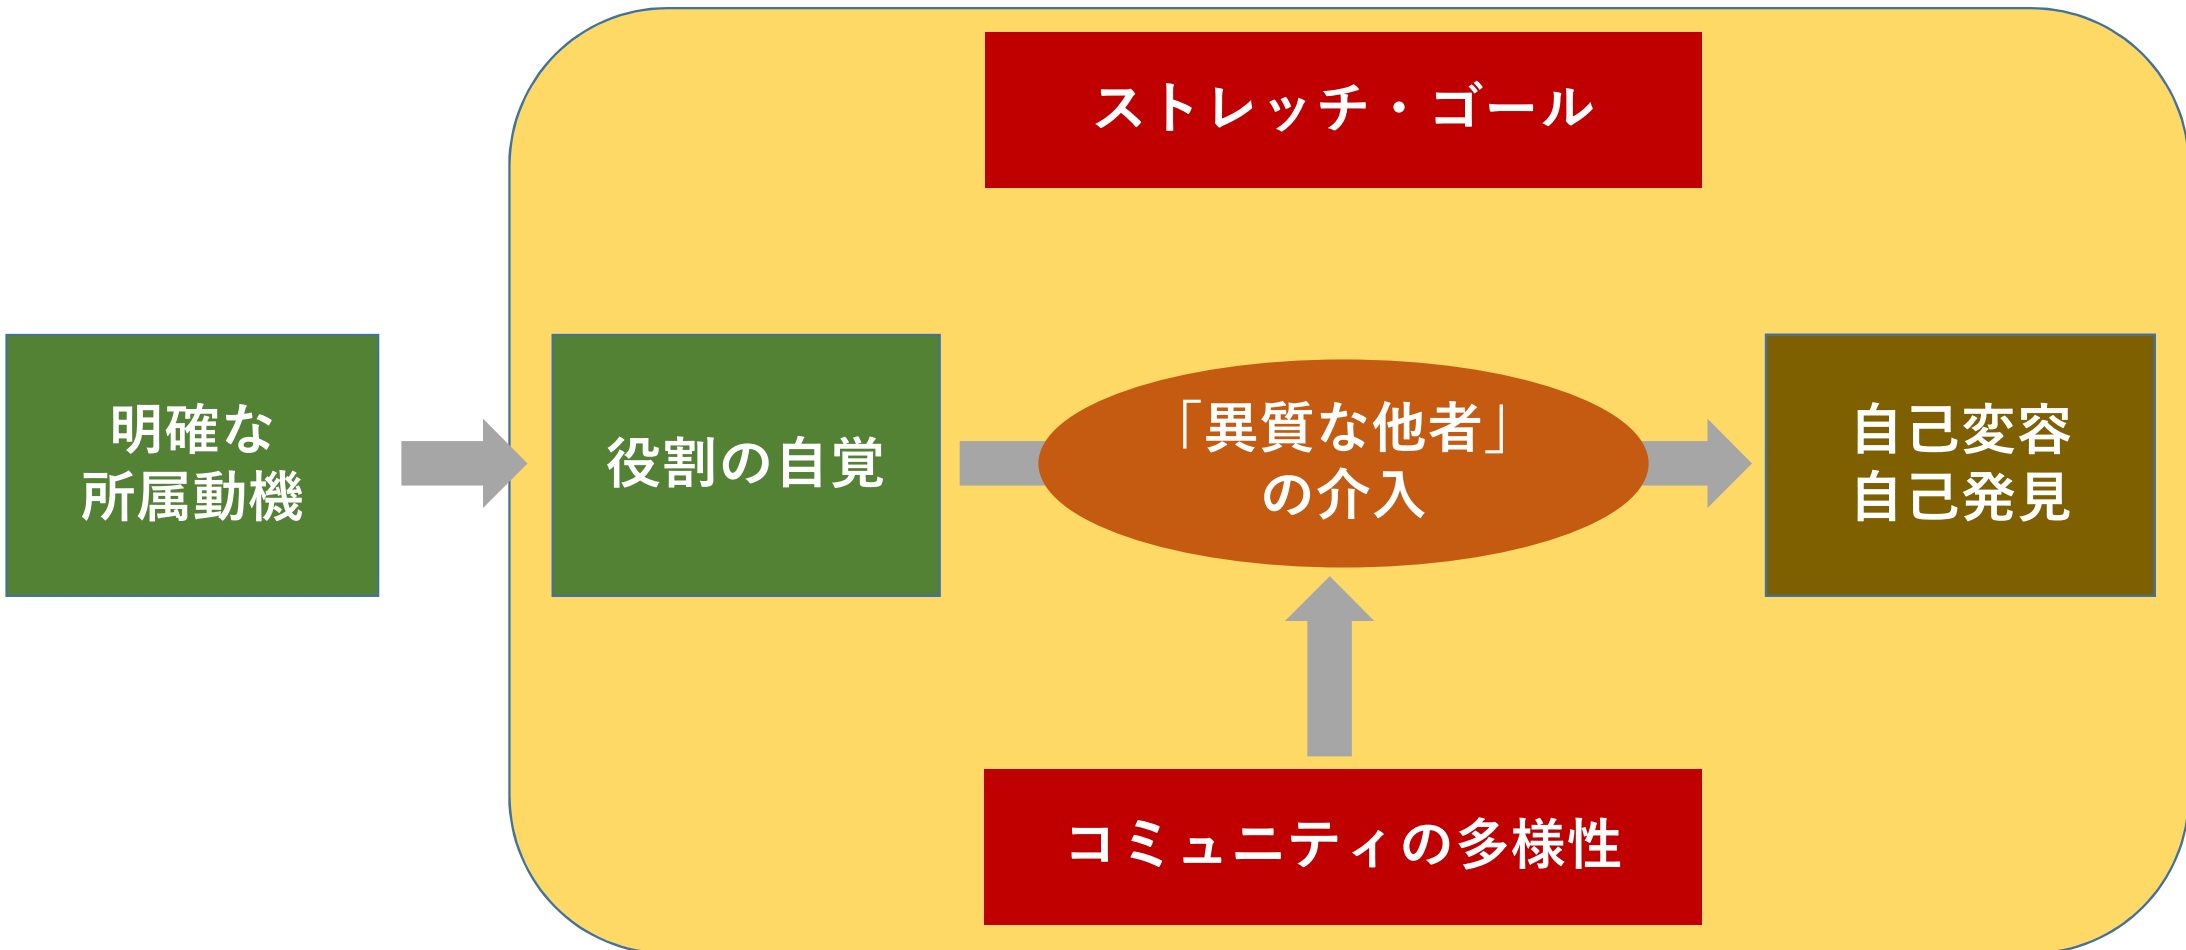 ストレッチ・ゴール
明確な
所属動機
役割の自覚
「異質な他者」
の介入
自己変容
自己発見
コミュニティの多様性